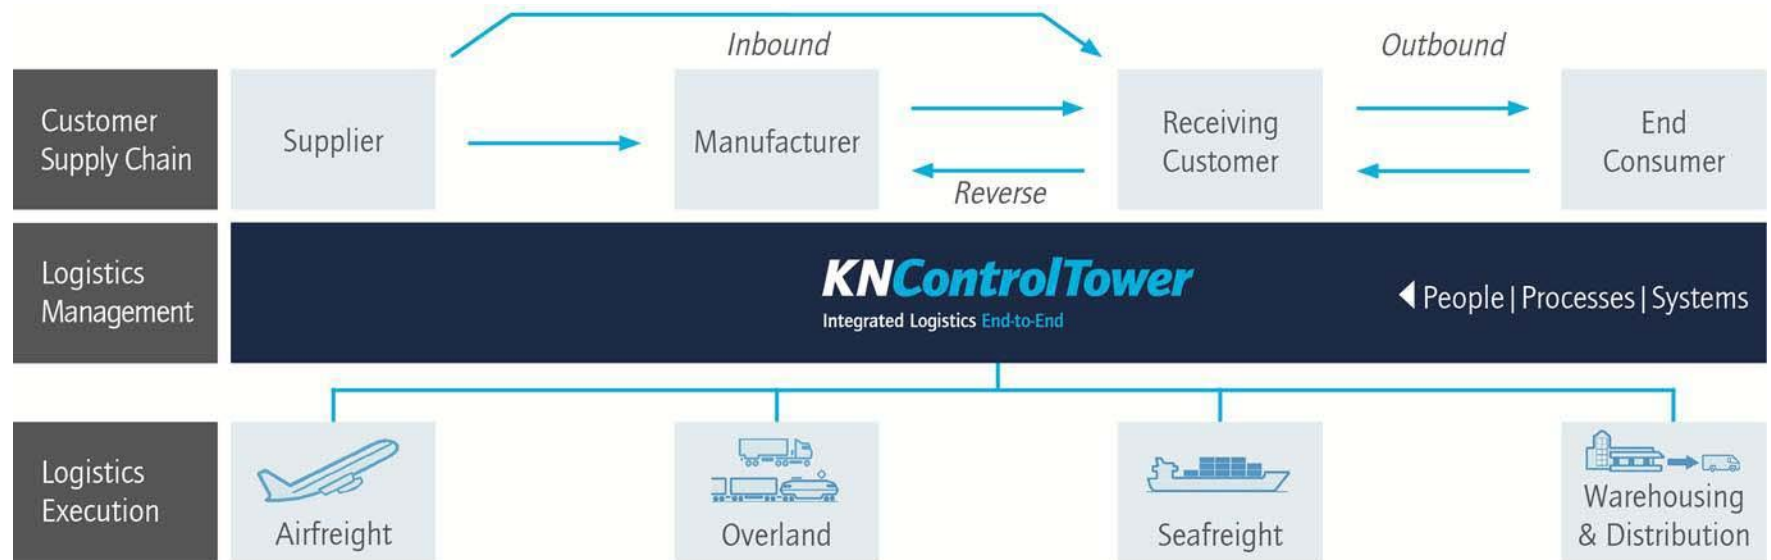 Inbound
Outbound
Customer
Supply Chain
Supplier
Manufacturer
Receiving
Customer
End
Consumer
Reverse
Logistics
Management
KNControlTower
Integrated Logistics End-to-End
People | Processes | Systems
Logistics
Execution
Airfreight
Overland
Seafreight
Warehousing
& Distribution